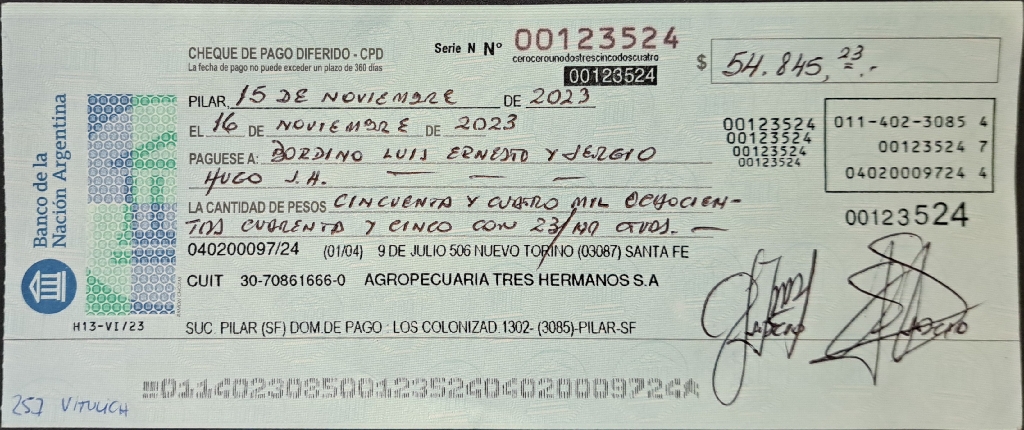 CHEQUE DE PAGO DIFERIDO - CPD
La fecha de pago no puede exceder un plazo de 360 días
Serie N Nº 00123524
cerocerounodostrescincodoscuatro
00123524
$ 54.845,23.-
Banco de la
Nación Argentina
PILAR, 15 DE NOVIEMBRE DE 2023
EL 16 DE NOVIEMBRE DE 2023
PAGUESE A: BORDINO LUIS ERNESTO Y SERGIO
HUGO S.H. — — —
LA CANTIDAD DE PESOS CINCUENTA Y CUATRO MIL OCHOCIEN-
TOS CUARENTA Y CINCO CON 23/00 CTVOS. —
00123524
00123524
00123524
00123524
011-402-3085 4
00123524 7
04020009724 4
00123524
040200097/24 (01/04) 9 DE JULIO 506 NUEVO TORINO (03087) SANTA FE
CUIT 30-70861666-0 AGROPECUARIA TRES HERMANOS S.A
H13-VI/23
SUC. PILAR (SF) DOM.DE PAGO : LOS COLONIZAD.1302- (3085)-PILAR-SF
01140230850012352404020009724
257 VITULICH